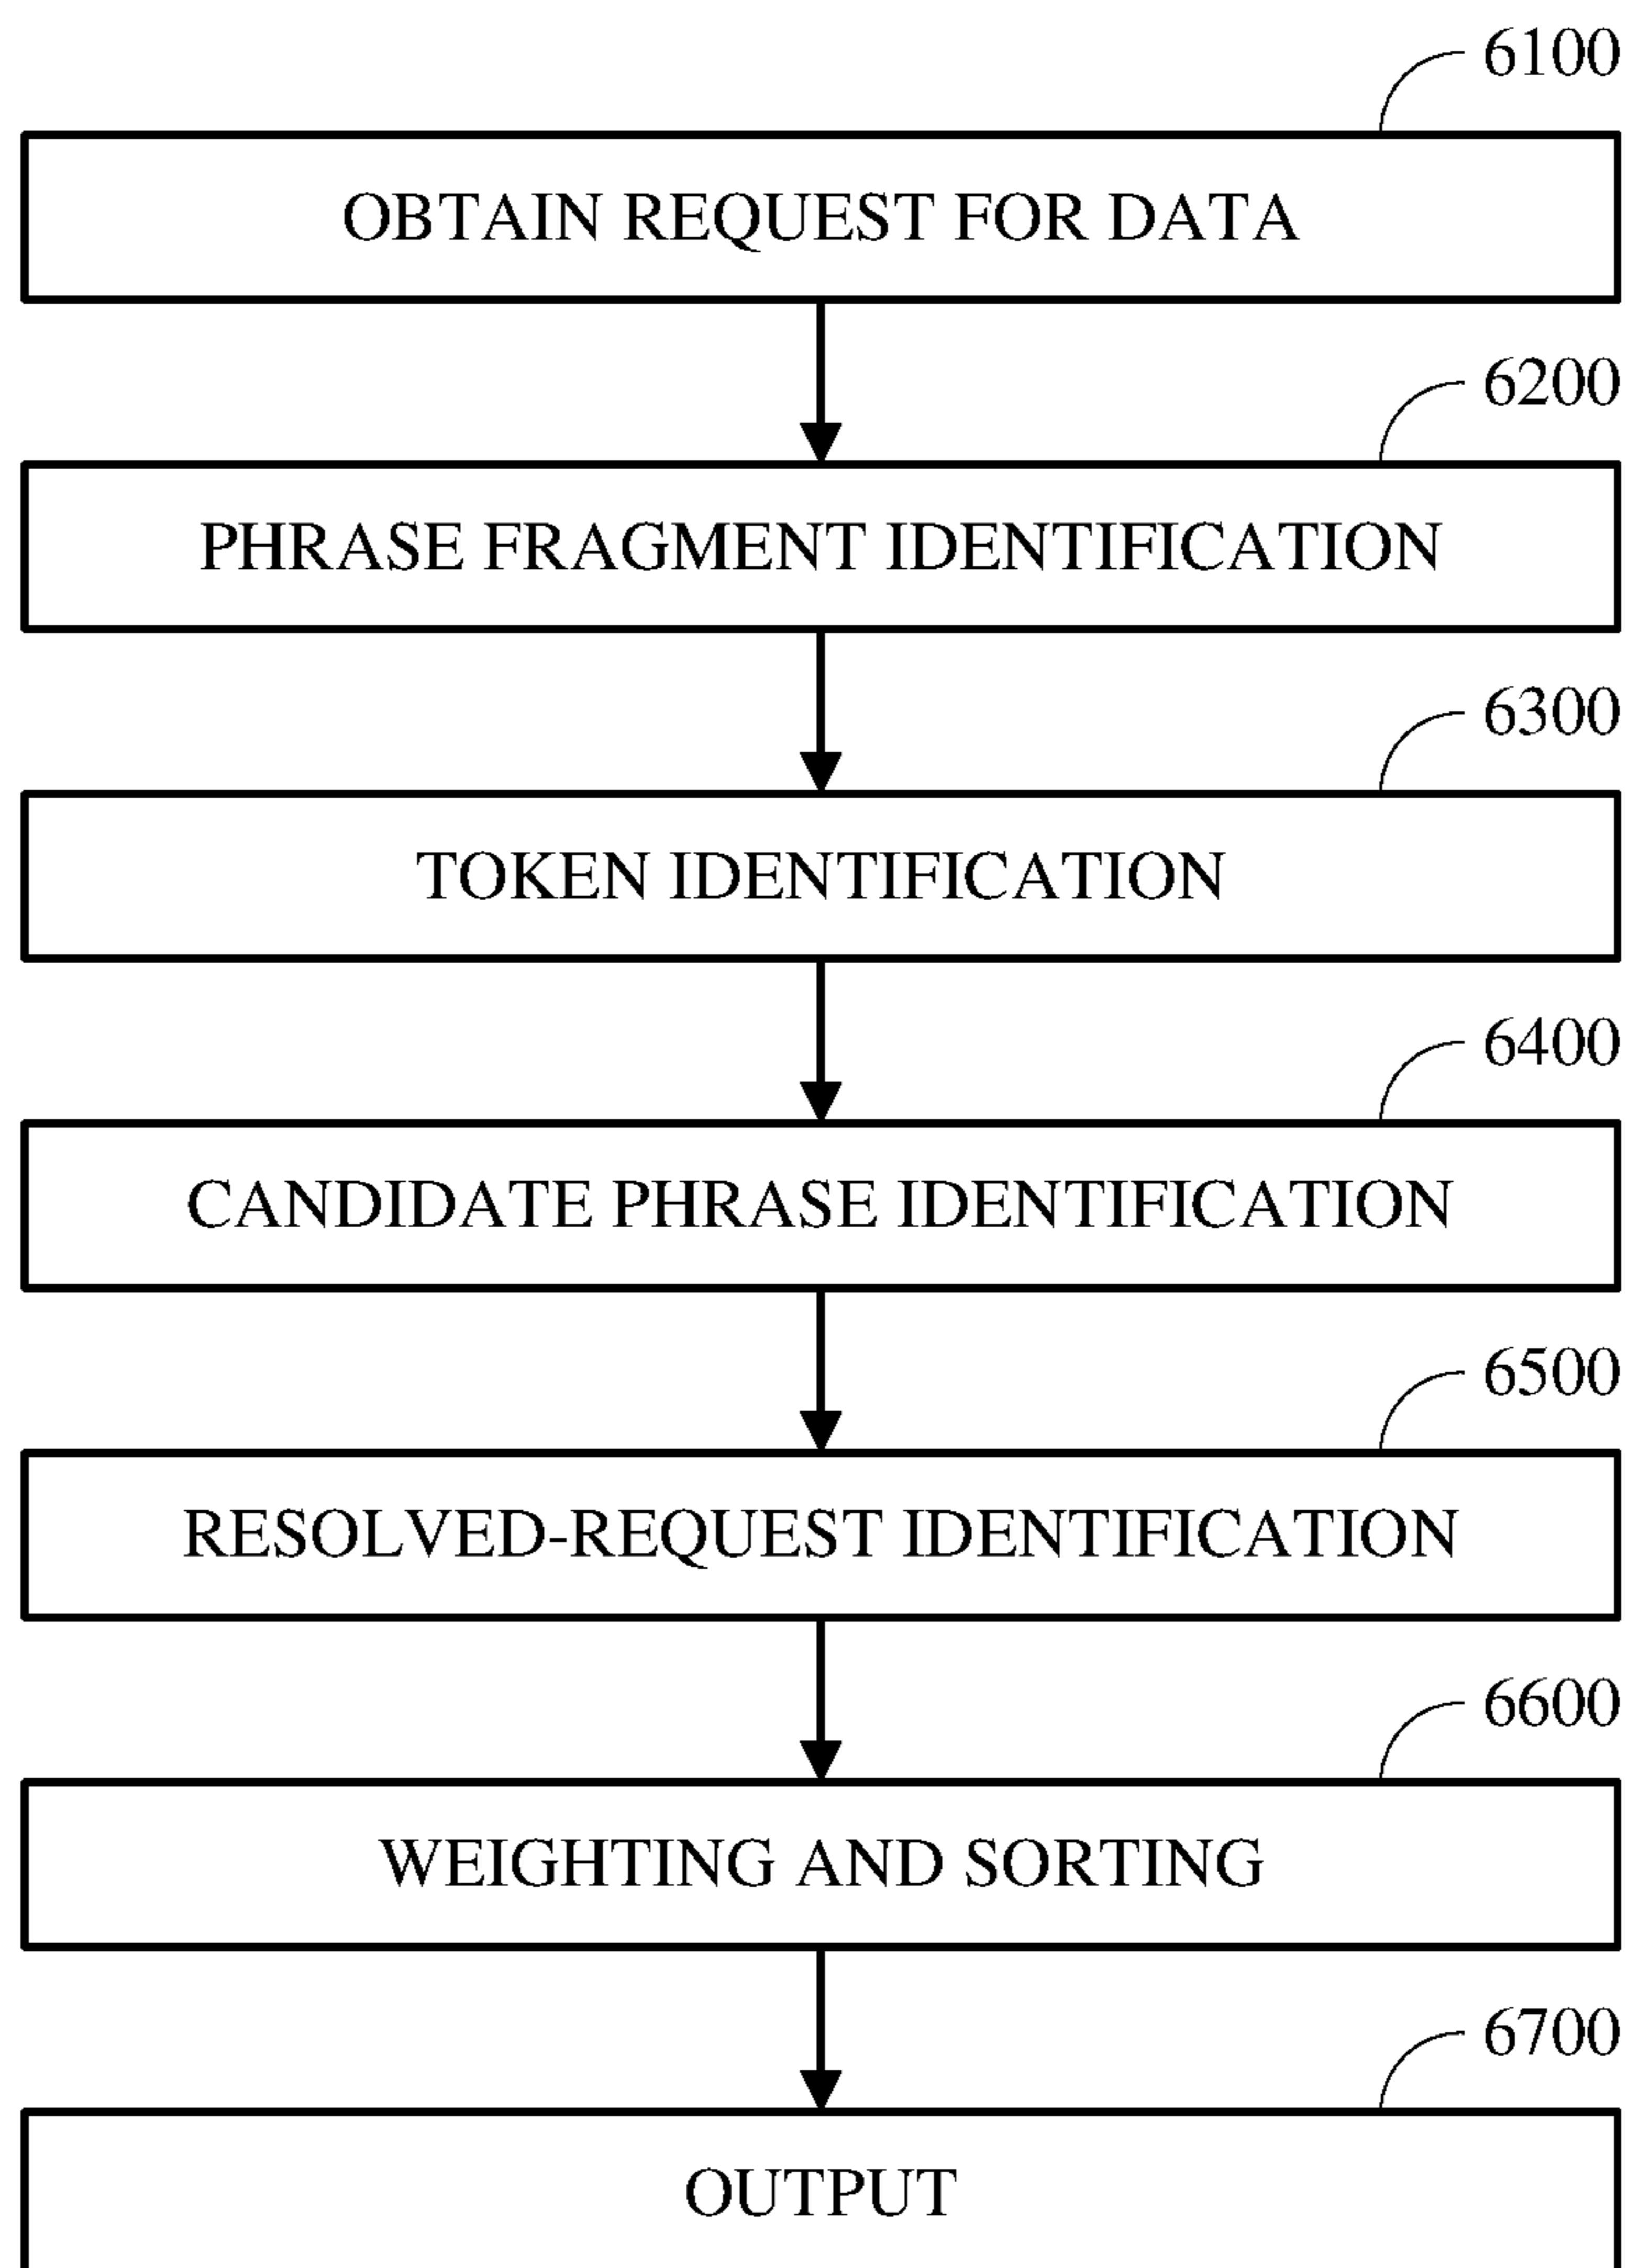 6100
OBTAIN REQUEST FOR DATA
6200
PHRASE FRAGMENT IDENTIFICATION
6300
TOKEN IDENTIFICATION
6400
CANDIDATE PHRASE IDENTIFICATION
6500
RESOLVED-REQUEST IDENTIFICATION
6600
WEIGHTING AND SORTING
6700
OUTPUT